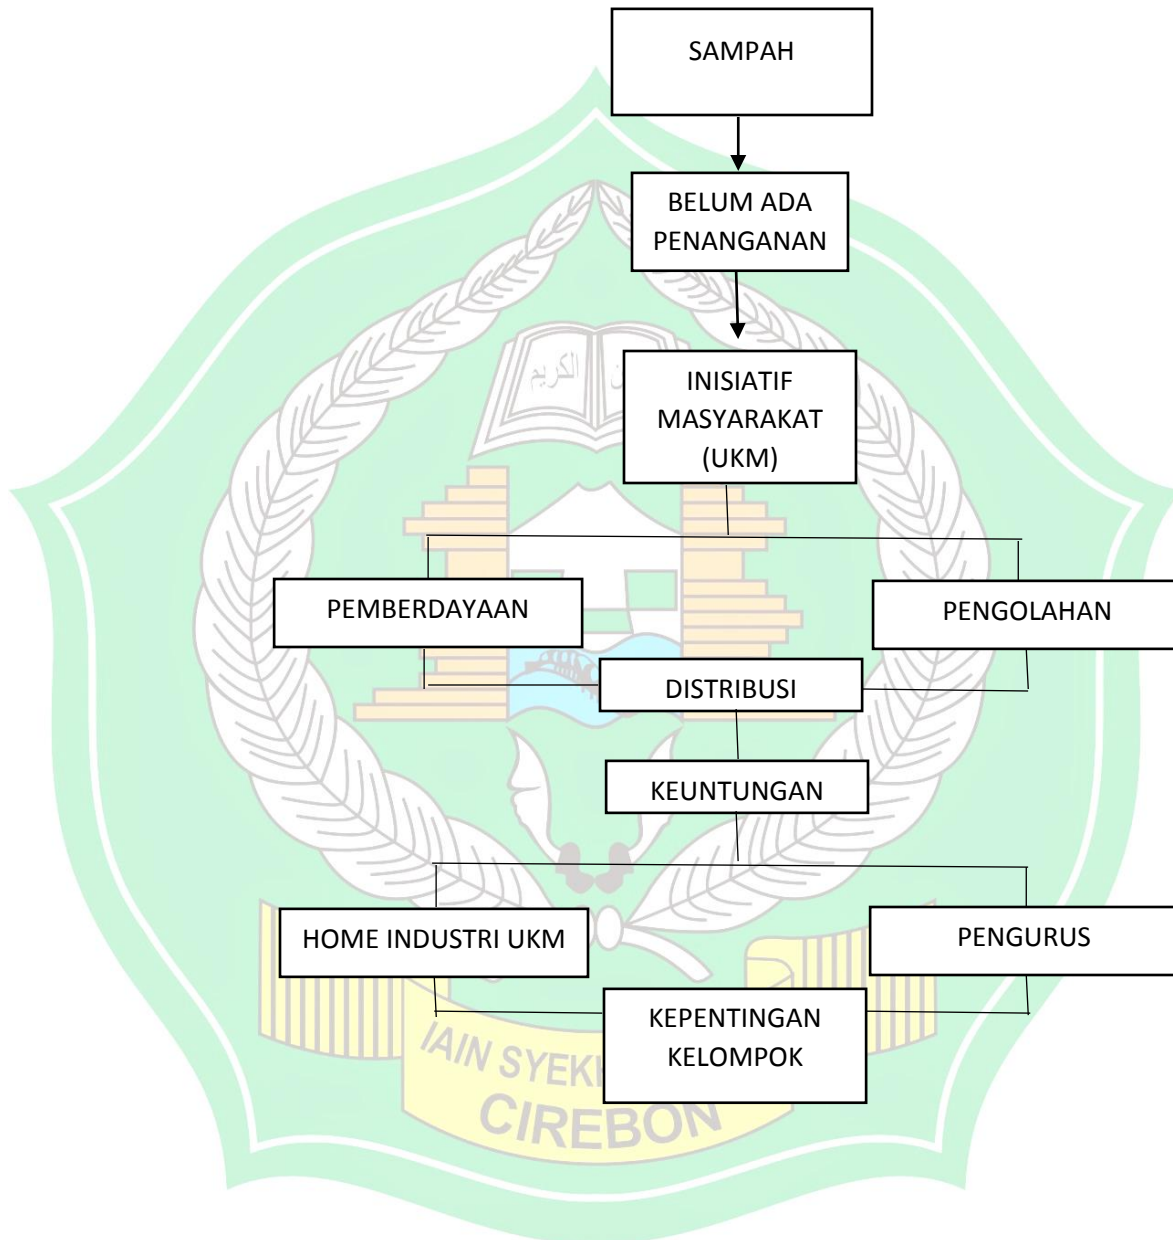 SAMPAH
BELUM ADA
PENANGANAN
الكريم
INISIATIF
MASYARAKAT
(UKM)
PEMBERDAYAAN
PENGOLAHAN
DISTRIBUSI
KEUNTUNGAN
HOME INDUSTRI UKM
PENGURUS
KEPENTINGAN
KELOMPOK
IAIN
CIREBON